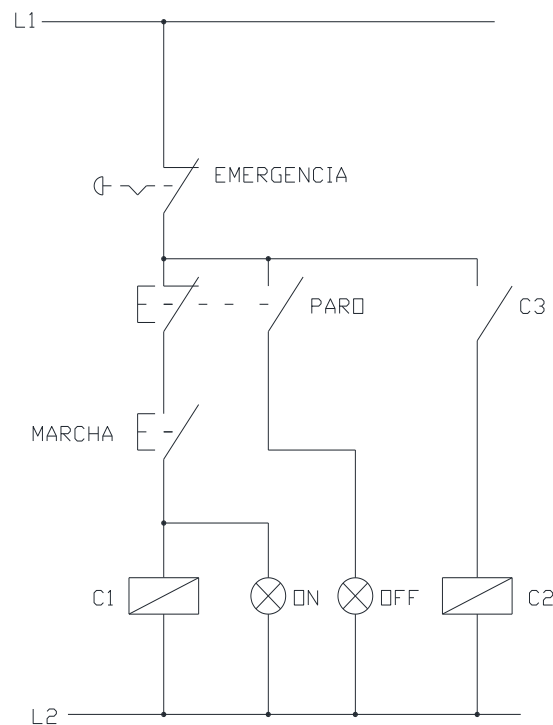 L1
EMERGENCIA
PARO
C3
MARCHA
C1
ON
OFF
C2
L2